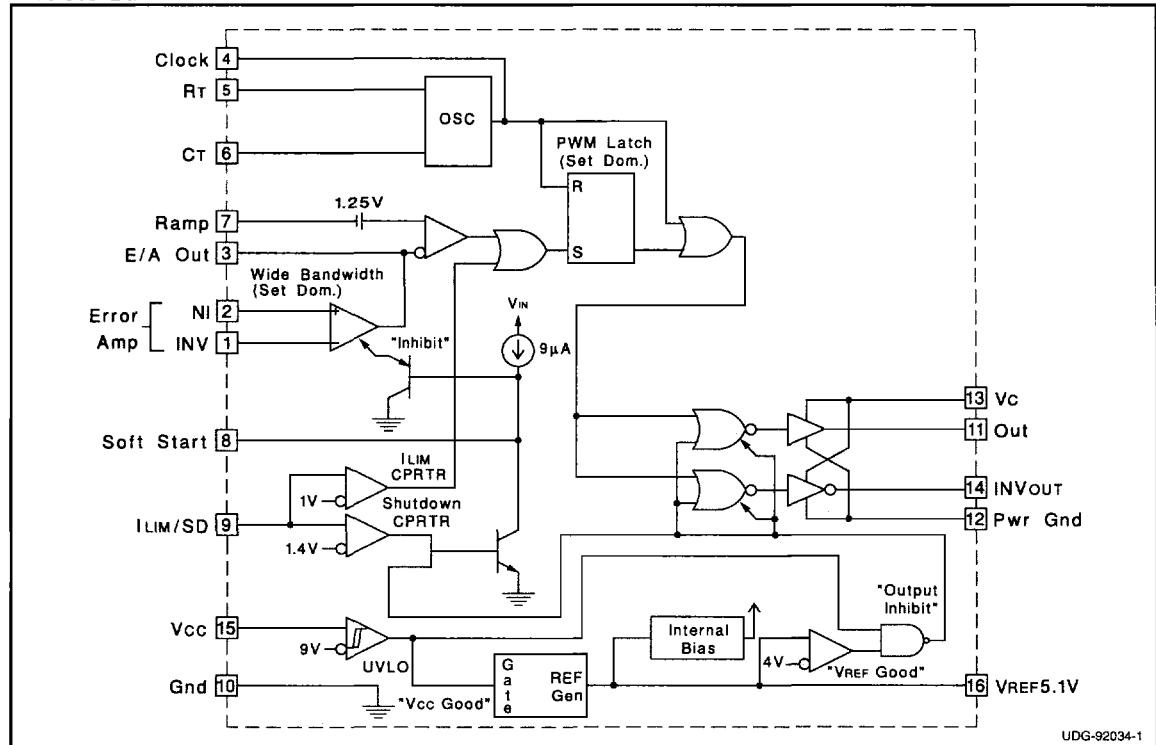 Clock 4
RT 5
OSC
CT 6
PWM Latch
(Set Dom.)
R
S
1.25V
Ramp 7
E/A Out 3
Wide Bandwidth
(Set Dom.)
Error
Amp
NI 2
+
INV 1
−
"Inhibit"
VIN
9µA
Soft Start 8
ILIM
CPRTR
1V
Shutdown
CPRTR
ILIM/SD 9
1.4V
13 Vc
11 Out
14 INVOUT
12 Pwr Gnd
"Output
Inhibit"
Vcc 15
9V
UVLO
Internal
Bias
4V
"VREF Good"
Gnd 10
"Vcc Good"
Gate
REF
Gen
16 VREF5.1V
UDG-92034-1